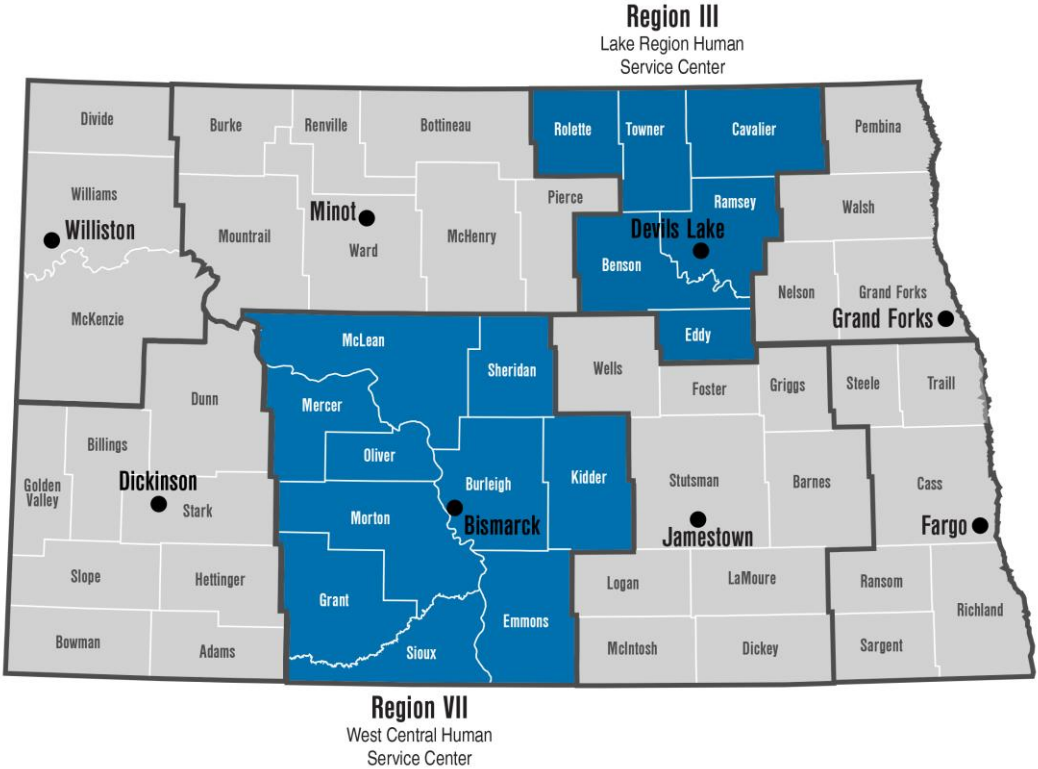 Region III
Lake Region Human
Service Center
Divide
Burke
Renville
Bottineau
Rolette
Towner
Cavalier
Pembina
Williams
Williston
Minot
Mountrail
Ward
McHenry
Pierce
Ramsey
Devils Lake
Benson
Walsh
Nelson
Grand Forks
Grand Forks
McKenzie
McLean
Sheridan
Wells
Eddy
Foster
Griggs
Steele
Traill
Dunn
Mercer
Billings
Golden
Valley
Dickinson
Stark
Oliver
Burleigh
Kidder
Bismarck
Morton
Stutsman
Jamestown
Barnes
Cass
Fargo
Slope
Hettinger
Grant
Emmons
Logan
LaMoure
Ransom
Richland
Bowman
Adams
Sioux
McIntosh
Dickey
Sargent
Region VII
West Central Human
Service Center